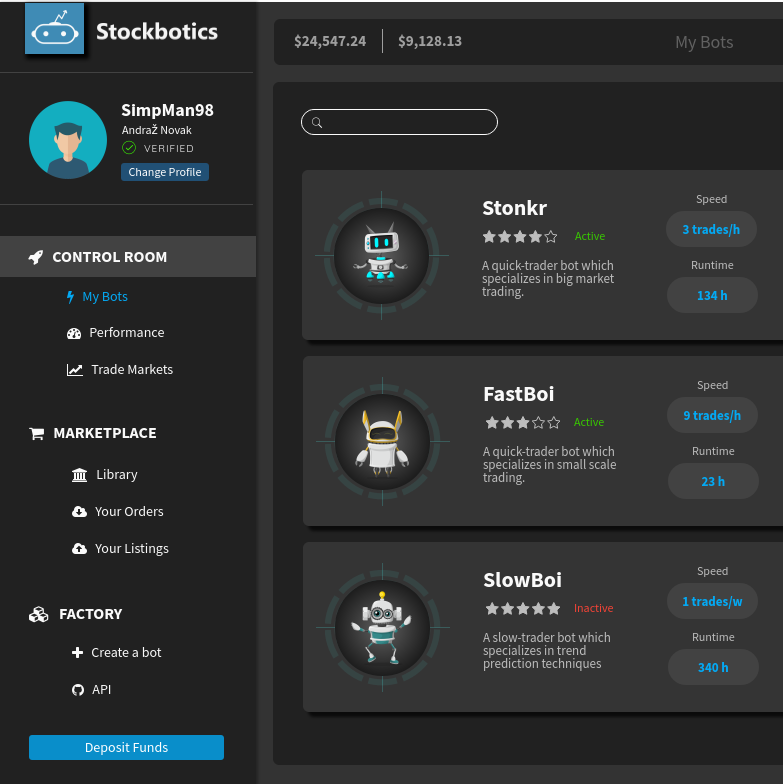 Stockbotics
SimpMan98
Andraž Novak
VERIFIED
Change Profile
CONTROL ROOM
My Bots
Performance
Trade Markets
MARKETPLACE
Library
Your Orders
Your Listings
FACTORY
Create a bot
API
Deposit Funds
$24,547.24
$9,128.13
My Bots
Stonkr
Active
A quick-trader bot which
specializes in big market
trading.
Speed
3 trades/h
Runtime
134 h
FastBoi
Active
A quick-trader bot which
specializes in small scale
trading.
Speed
9 trades/h
Runtime
23 h
SlowBoi
Inactive
A slow-trader bot which
specializes in trend
prediction techniques
Speed
1 trades/w
Runtime
340 h